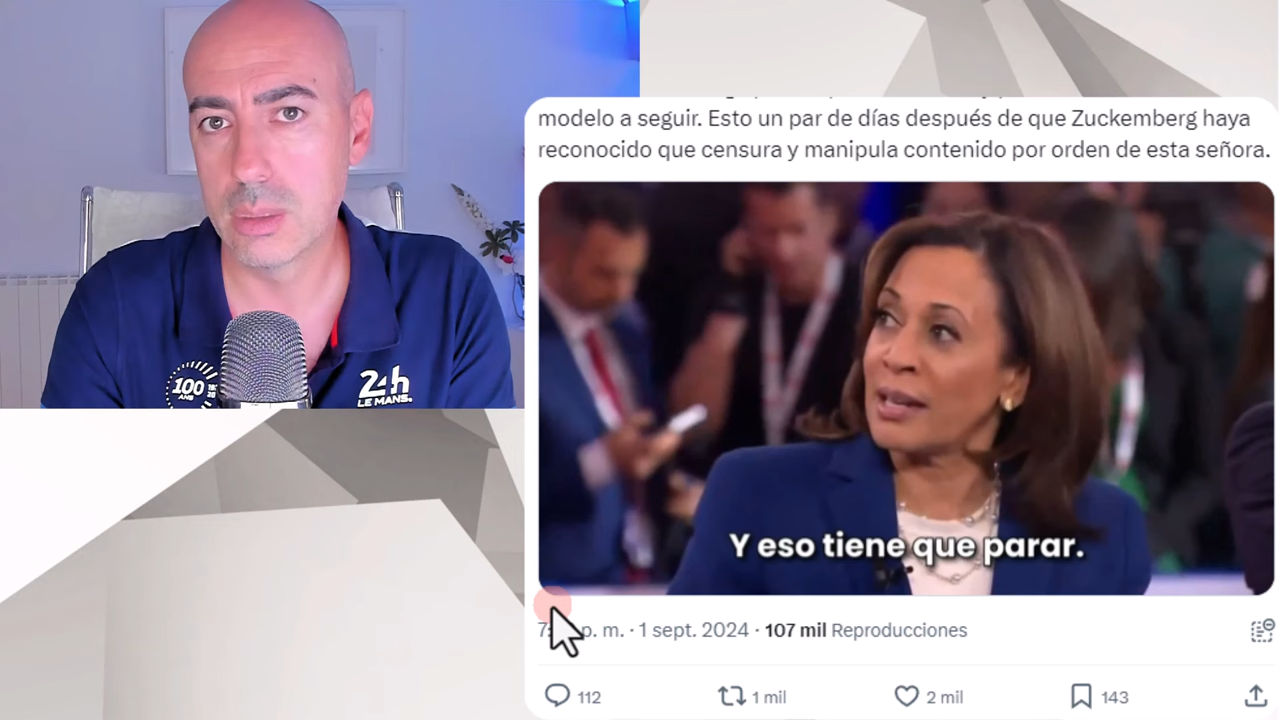 modelo a seguir. Esto un par de días después de que Zuckemberg haya
reconocido que censura y manipula contenido por orden de esta señora.
100
ANS
24h
LE MANS.
Y eso tiene que parar.
p. m. · 1 sept. 2024 · 107 mil Reproducciones
112
1 mil
2 mil
143